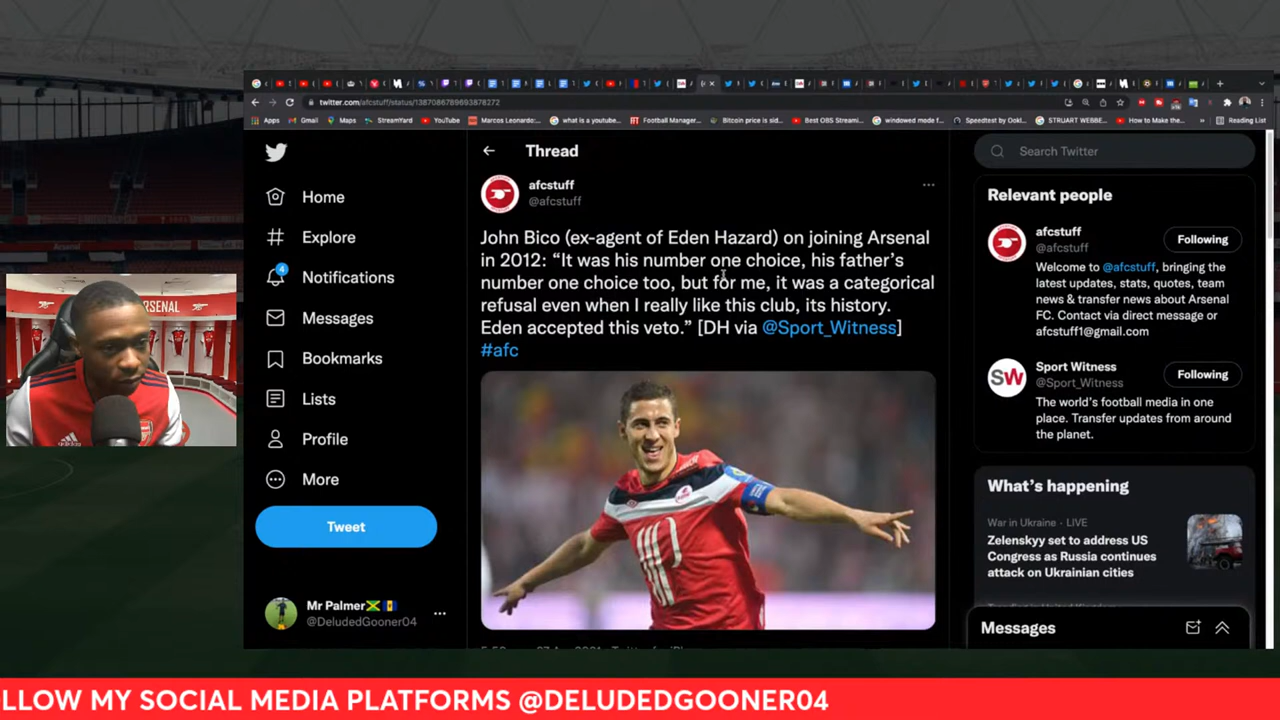 twitter.com/afcstuff/status/1387086789693878272
Apps Gmail Maps StreamYard YouTube Marcos Leonardo:... what is a youtube... Football Manager... Bitcoin price is sid... Best OBS Streami... windowed mode f... Speedtest by Ookl... STRUART WEBBE... How to Make the... Reading List
Thread
Search Twitter
Home
Explore
4
Notifications
Messages
Bookmarks
Lists
Profile
More
Tweet
Mr Palmer
@DeludedGooner04
afcstuff
@afcstuff
John Bico (ex-agent of Eden Hazard) on joining Arsenal
in 2012: “It was his number one choice, his father’s
number one choice too, but for me, it was a categorical
refusal even when I really like this club, its history.
Eden accepted this veto.” [DH via @Sport_Witness]
#afc
Relevant people
afcstuff
@afcstuff
Following
Welcome to @afcstuff, bringing the
latest updates, stats, quotes, team
news & transfer news about Arsenal
FC. Contact via direct message or
afcstuff1@gmail.com
SW
Sport Witness
@Sport_Witness
Following
The world’s football media in one
place. Transfer updates from around
the planet.
What’s happening
War in Ukraine · LIVE
Zelenskyy set to address US
Congress as Russia continues
attack on Ukrainian cities
Messages
ARSENAL
LLOW MY SOCIAL MEDIA PLATFORMS @DELUDEDGOONER04